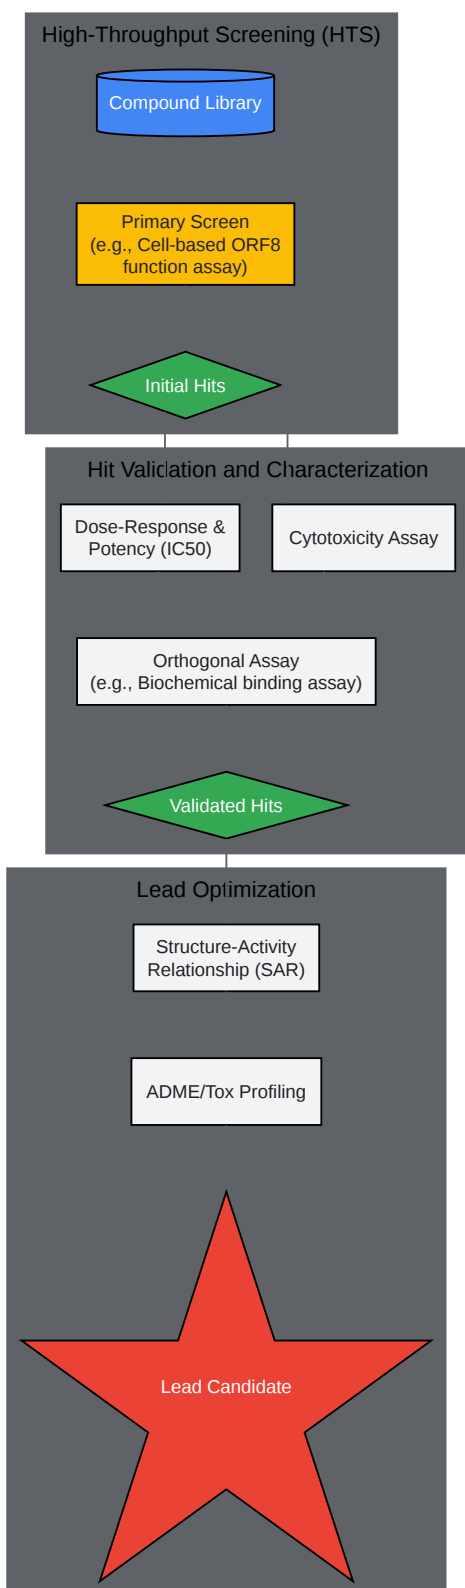 High-Throughput Screening (HTS)
Compound Library
Primary Screen
(e.g., Cell-based ORF8
function assay)
Initial Hits
Hit Validation and Characterization
Dose-Response &
Potency (IC50)
Cytotoxicity Assay
Orthogonal Assay
(e.g., Biochemical binding assay)
Validated Hits
Lead Optimization
Structure-Activity
Relationship (SAR)
ADME/Tox Profiling
Lead Candidate